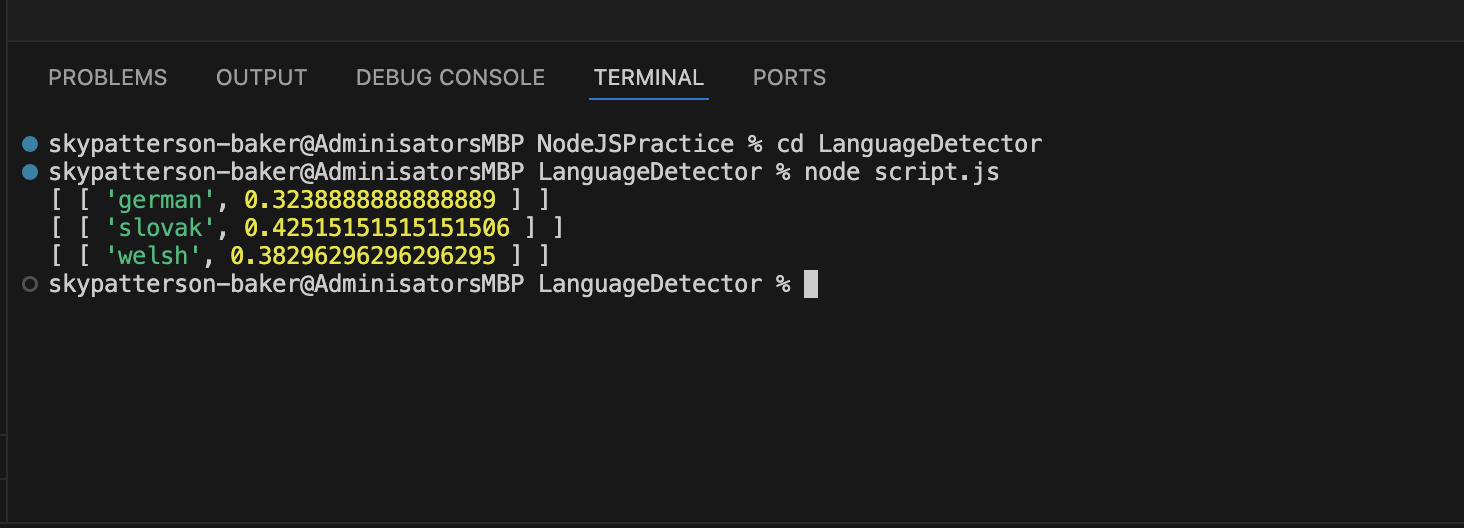 PROBLEMS OUTPUT DEBUG CONSOLE TERMINAL PORTS
skypatterson-baker@AdminisatorsMBP NodeJSPractice % cd LanguageDetector
skypatterson-baker@AdminisatorsMBP LanguageDetector % node script.js
[ [ 'german', 0.3238888888888889 ] ]
[ [ 'slovak', 0.42515151515151506 ] ]
[ [ 'welsh', 0.38296296296296295 ] ]
skypatterson-baker@AdminisatorsMBP LanguageDetector %